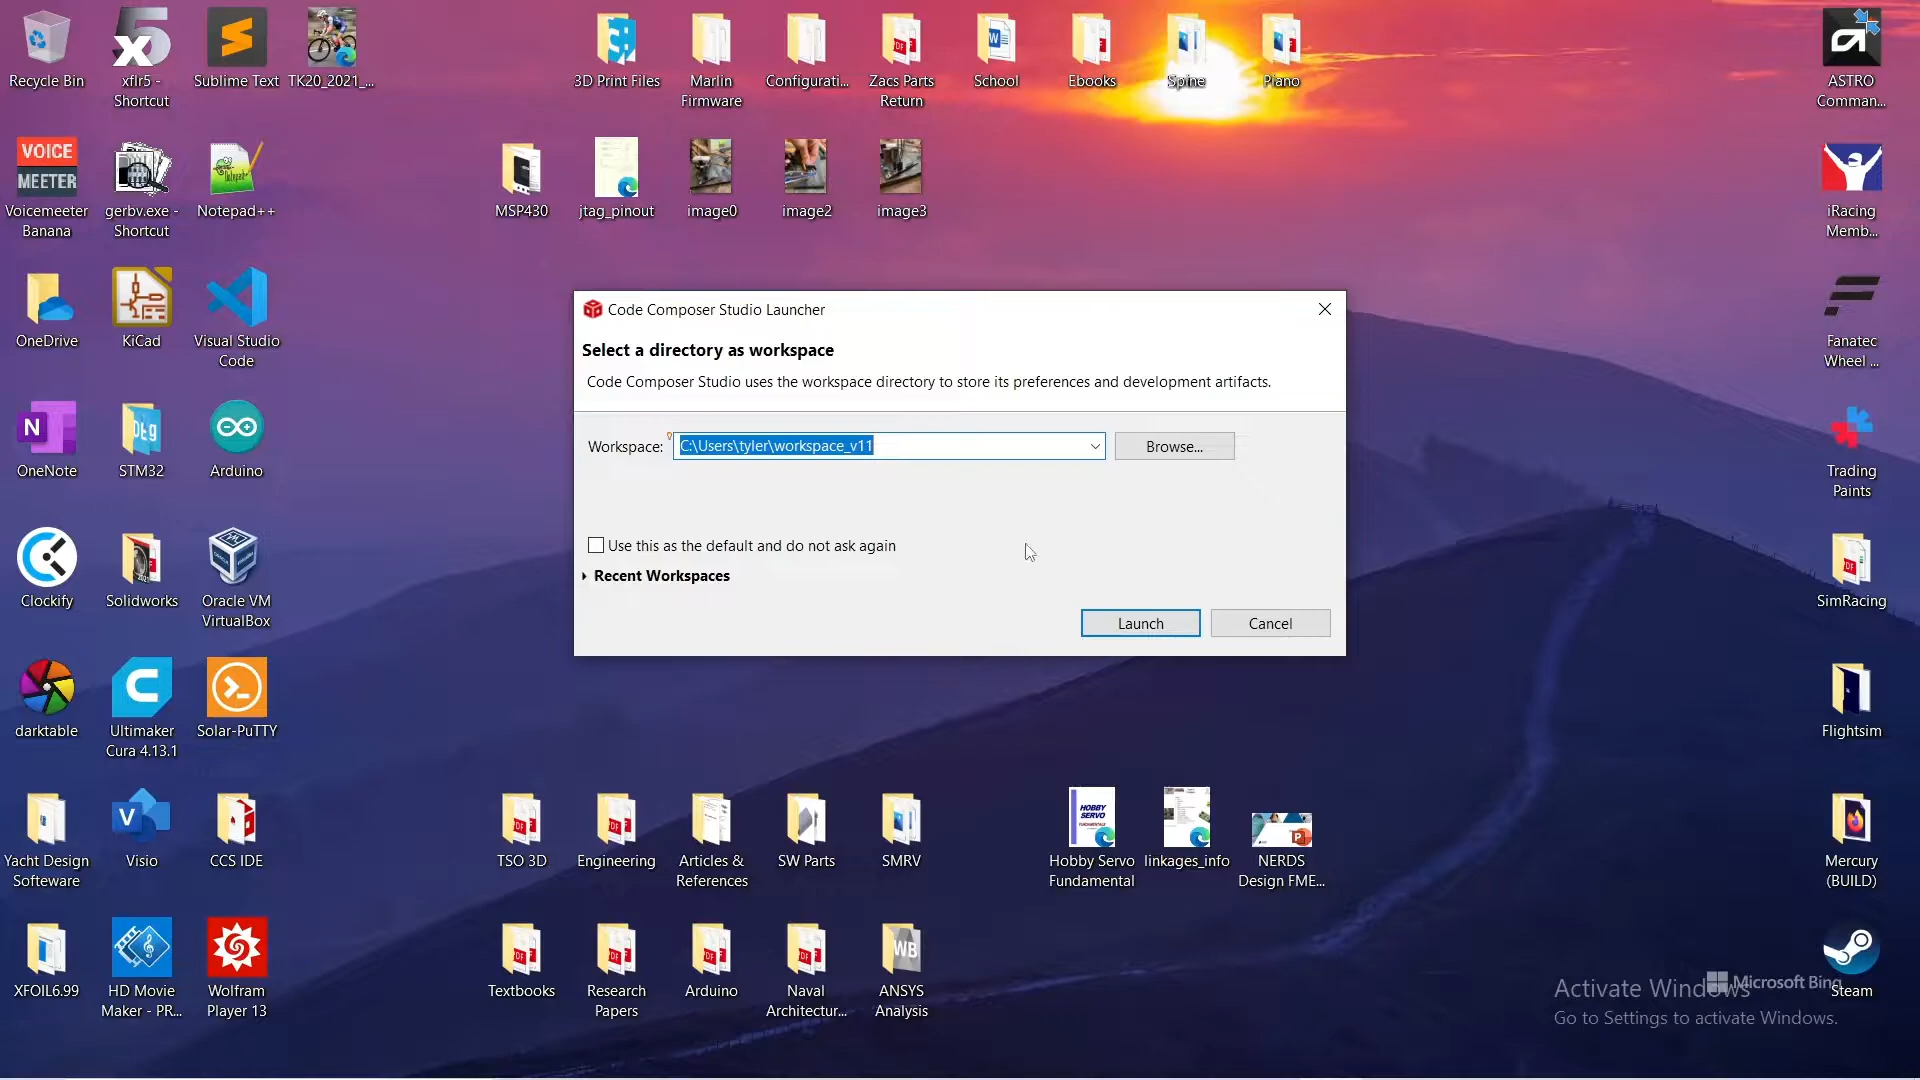 Recycle Bin
xflr5 -
Shortcut
Sublime Text
TK20_2021_...
3D Print Files
Marlin
Firmware
Configurati...
Zacs Parts
Return
School
Ebooks
Spine
Piano
ASTRO
Comman...
VOICE
MEETER
Voicemeeter
Banana
gerbv.exe -
Shortcut
Notepad++
MSP430
jtag_pinout
image0
image2
image3
iRacing
Memb...
OneDrive
KiCad
Visual Studio
Code
Fanatec
Wheel ...
Code Composer Studio Launcher
Select a directory as workspace
Code Composer Studio uses the workspace directory to store its preferences and development artifacts.
Workspace:
C:\Users\tyler\workspace_v11
Browse...
Use this as the default and do not ask again
Recent Workspaces
Launch
Cancel
OneNote
STM32
Arduino
Trading
Paints
Clockify
Solidworks
Oracle VM
VirtualBox
SimRacing
darktable
Ultimaker
Cura 4.13.1
Solar-PuTTY
Flightsim
Yacht Design
Softeware
Visio
CCS IDE
TSO 3D
Engineering
Articles &
References
SW Parts
SMRV
HOBBY
SERVO
FUNDAMENTALS
Hobby Servo
Fundamental
linkages_info
NERDS
Design FME...
Mercury
(BUILD)
XFOIL6.99
HD Movie
Maker - PR...
Wolfram
Player 13
Textbooks
Research
Papers
Arduino
Naval
Architectur...
ANSYS
Analysis
Steam
Microsoft Bing
Activate Windows
Go to Settings to activate Windows.